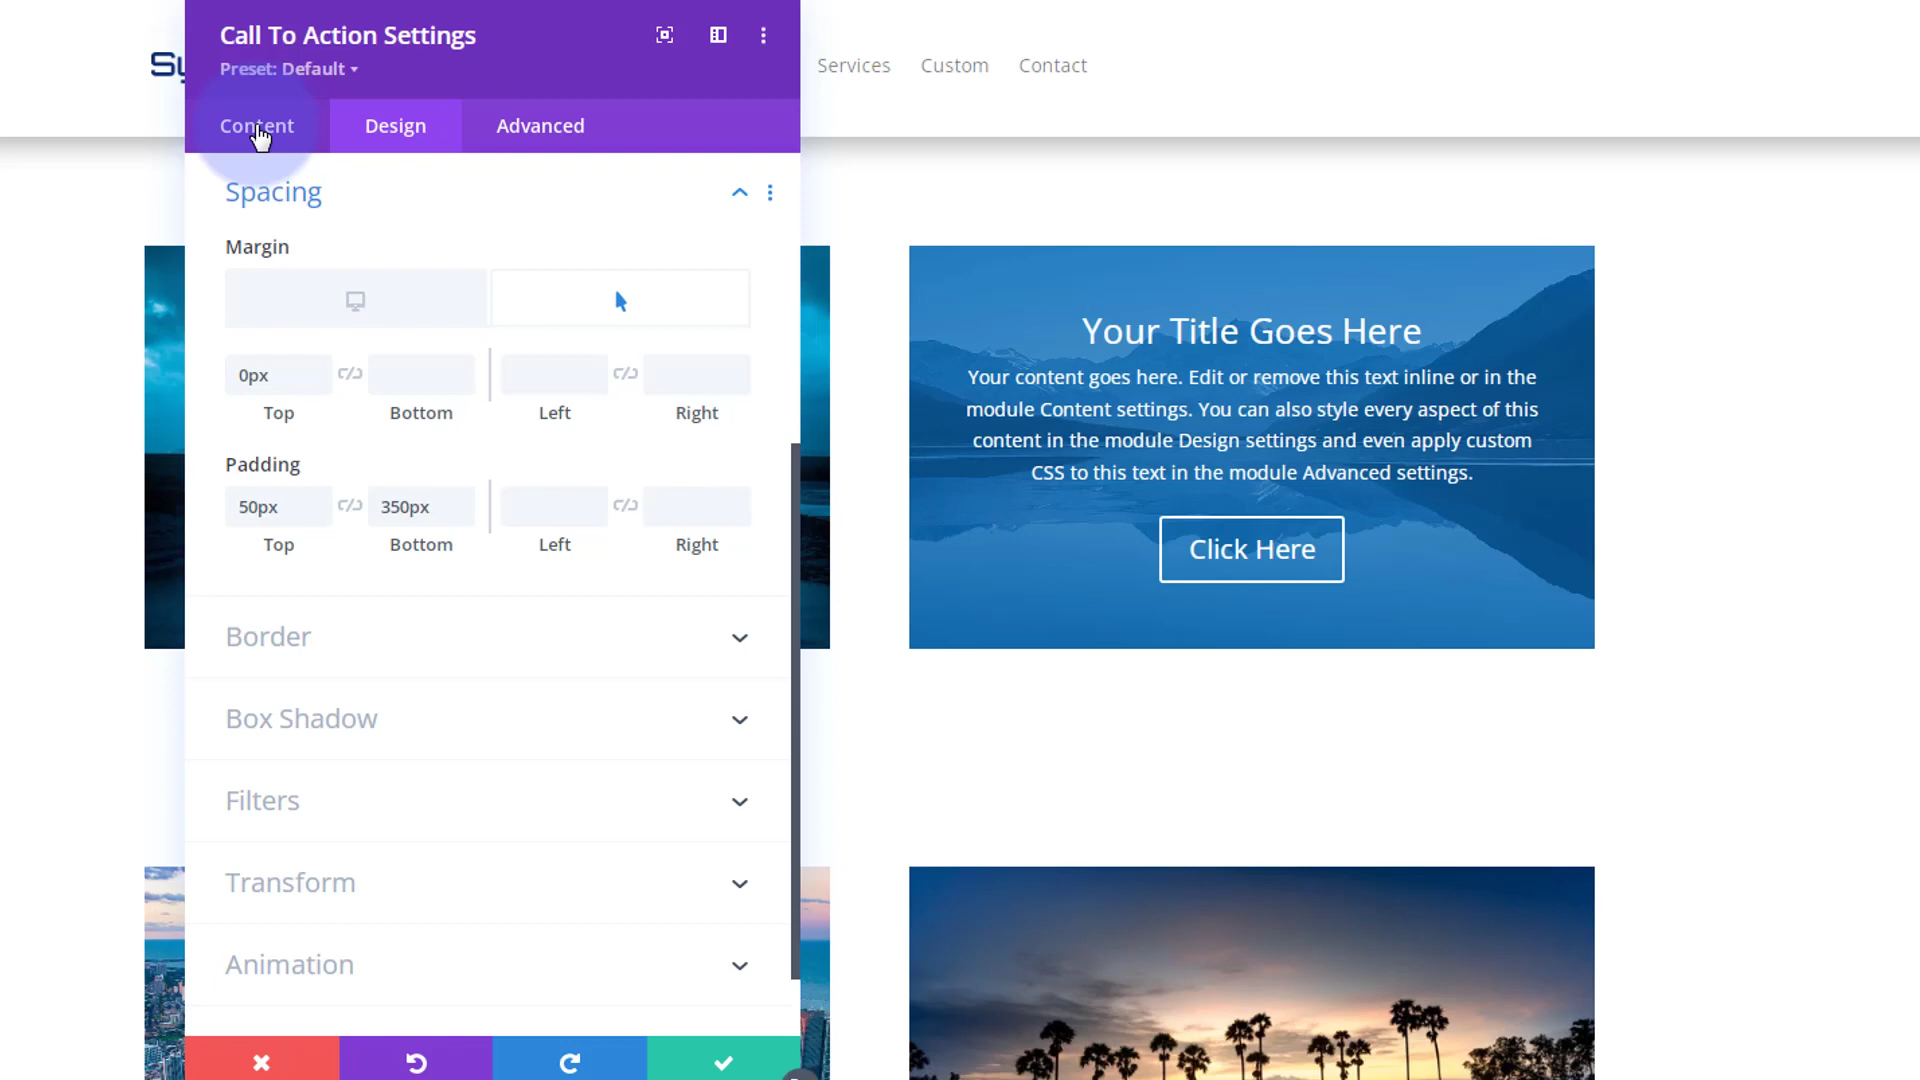 Call To Action Settings
Preset: Default
Content
Design
Advanced
Sy
Services
Custom
Contact
Spacing
Margin
0px
Top
Bottom
Left
Right
Padding
50px
350px
Top
Bottom
Left
Right
Border
Box Shadow
Filters
Transform
Animation
Your Title Goes Here
Your content goes here. Edit or remove this text inline or in the
module Content settings. You can also style every aspect of this
content in the module Design settings and even apply custom
CSS to this text in the module Advanced settings.
Click Here